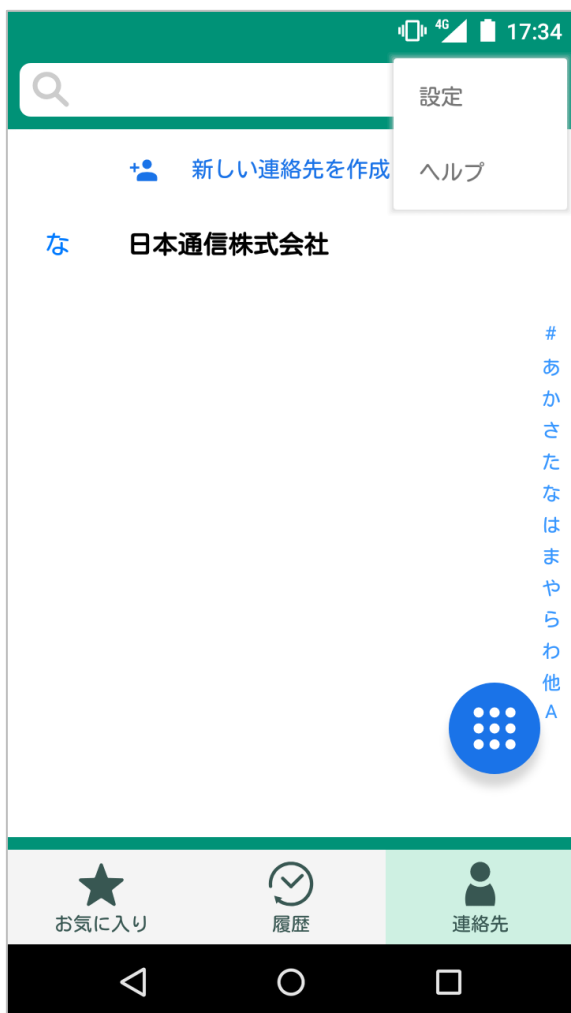 4G 17:34
設定
ヘルプ
新しい連絡先を作成
な 日本通信株式会社
#
あ
か
さ
た
な
は
ま
や
ら
わ
他
A
お気に入り 履歴 連絡先